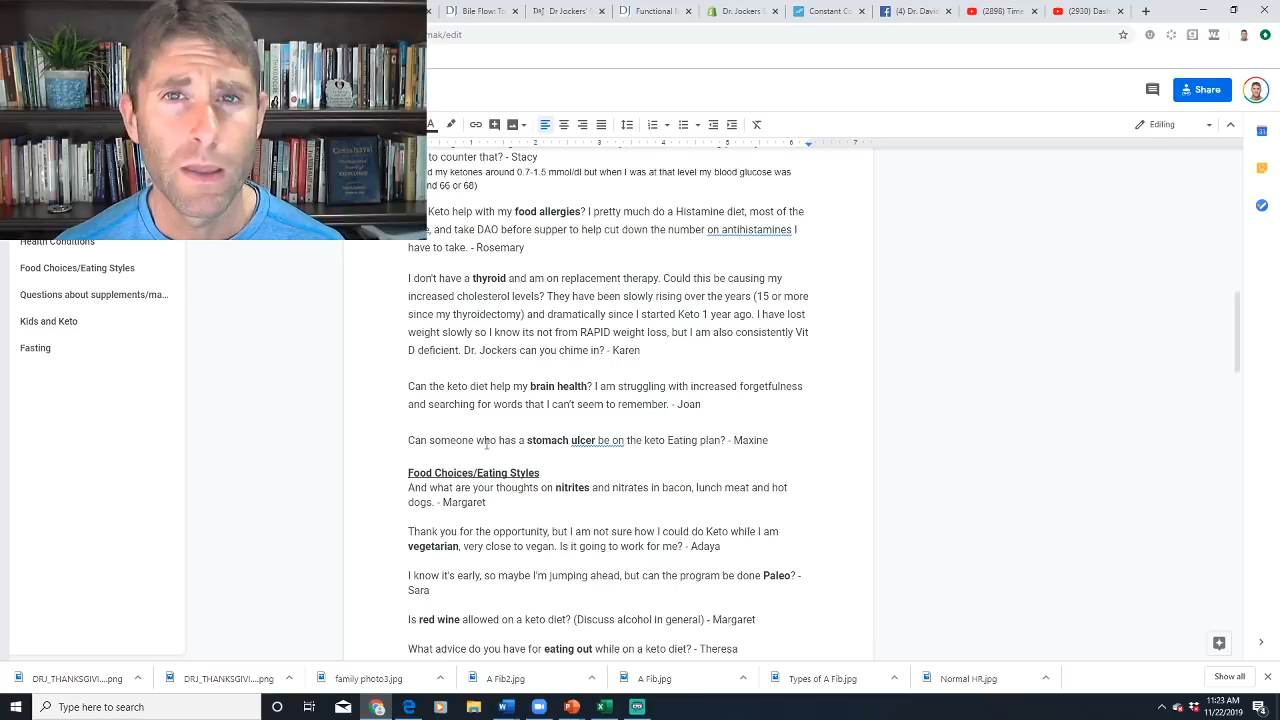 Bile Flow To
Dr Jockers'
Functional
Dr Jockers
Constant Co
(4) Dr. David
(2898) Time
(2930) Dash
mak/edit
Share
Editing
to counter that? - Stacy
d my ketones around 0.7-1.5 mmol/dl but when I was at that level my blood glucose was
nd 66 or 68)
Keto help with my food allergies? I pretty much do a Histamine diet, most of the
e, and take DAO before supper to help cut down the number on antihistamines I
have to take. - Rosemary
Health Conditions
Food Choices/Eating Styles
Questions about supplements/ma...
Kids and Keto
Fasting
I don't have a thyroid and am on replacement therapy. Could this be causing my
increased cholesterol levels? They have been slowly rising over the years (15 or more
since my thyroidectomy) and dramatically since I started Keto 1 year ago. I have lost
weight slowly so I know its not from RAPID weight loss, but I am also consistently Vit
D deficient. Dr. Jockers can you chime in? - Karen
Can the keto diet help my brain health? I am struggling with increased forgetfulness
and searching for words that I can't seem to remember. - Joan
Can someone who has a stomach ulcer be on the keto Eating plan? - Maxine
Food Choices/Eating Styles
And what are your thoughts on nitrites and nitrates in bacon, lunch meat and hot
dogs. - Margaret
Thank you for the opportunity, but I am not sure how I could do Keto while I am
vegetarian, very close to vegan. Is it going to work for me? - Adaya
I know it's early, so maybe I'm jumping ahead, but can the program be done Paleo? -
Sara
Is red wine allowed on a keto diet? (Discuss alcohol in general) - Margaret
What advice do you have for eating out while on a keto diet? - Theresa
DRJ_THANKSGIVI....png
DRJ_THANKSGIVI....png
family photo3.jpg
A Fib2.jpg
A Fib.jpg
Types of A Fib.jpg
Normal HR.jpg
Show all
Type here to search
11:23 AM
11/22/2019